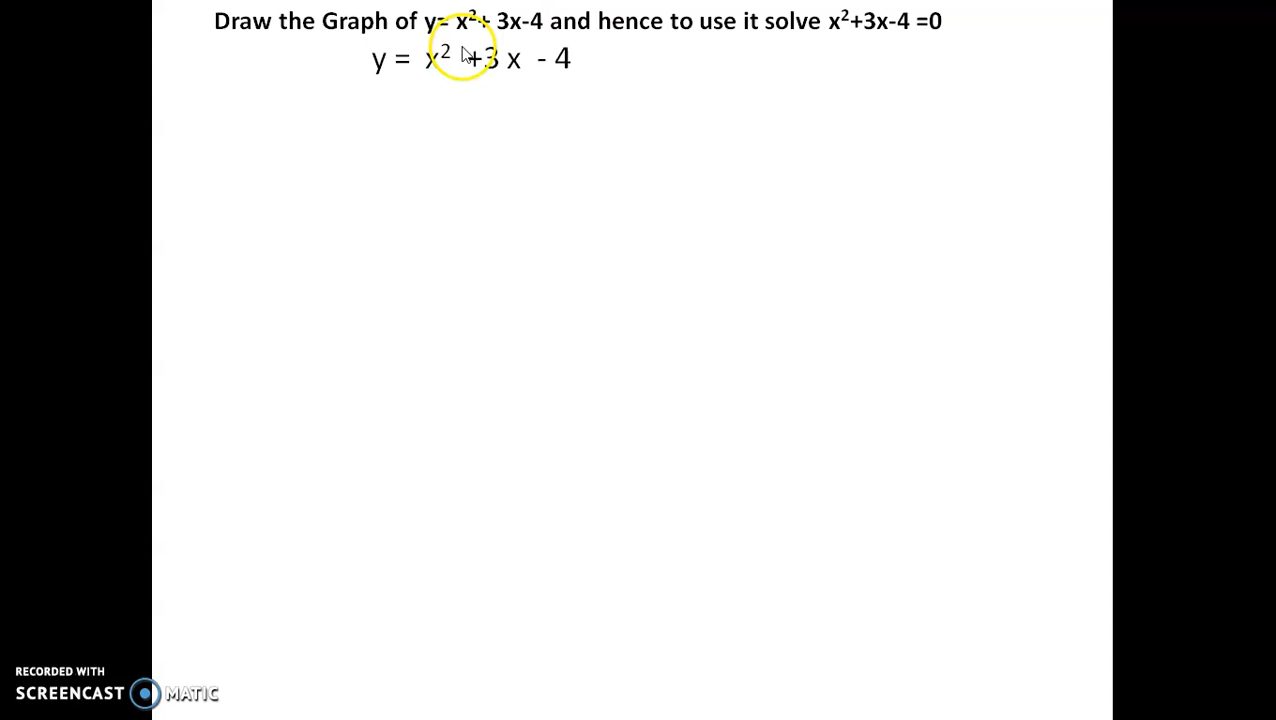 Draw the Graph of y= x²+ 3x-4 and hence to use it solve x²+3x-4 =0
y = x² +3 x - 4
RECORDED WITH
SCREENCAST MATIC